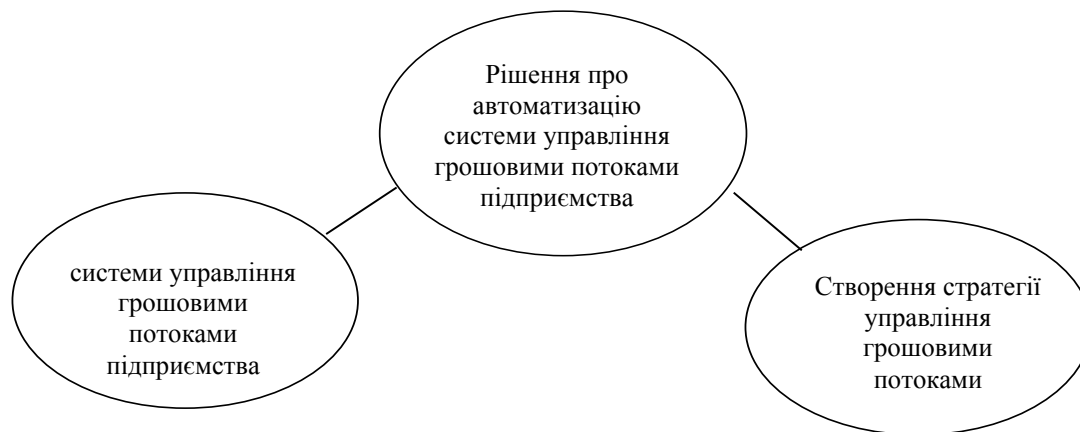 Рішення про
автоматизацію
системи управління
грошовими потоками
підприємства
системи управління
грошовими
потоками
підприємства
Створення стратегії
управління
грошовими
потоками